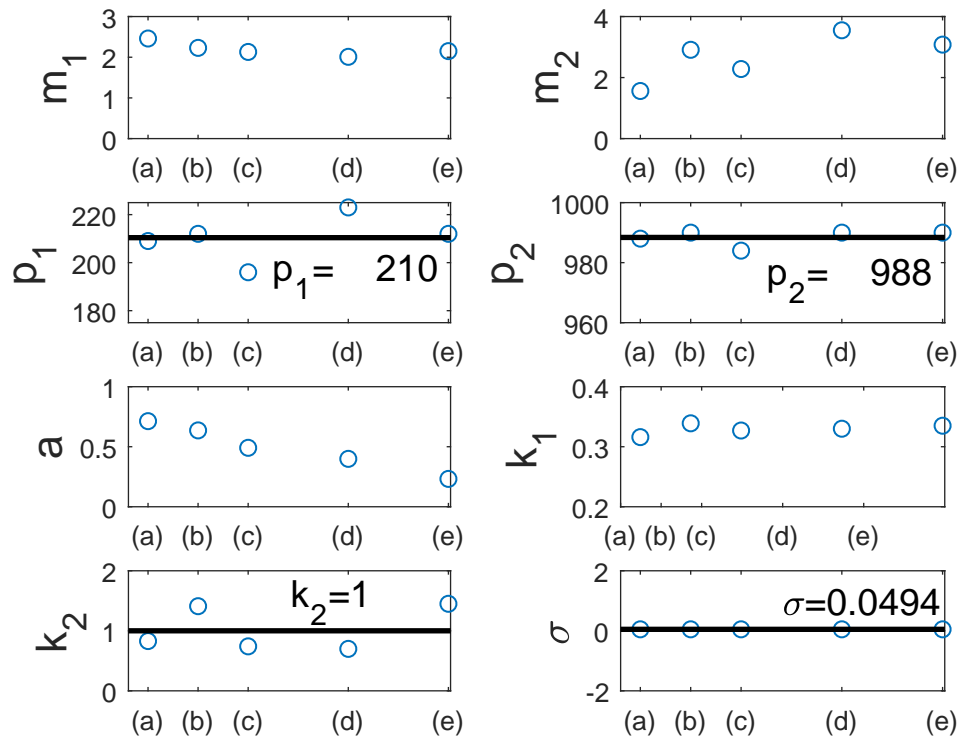 3
2
1
0
m₁
(a) (b) (c) (d) (e)
4
2
0
m₂
(a) (b) (c) (d) (e)
220
200
180
p₁
p₁= 210
(a) (b) (c) (d) (e)
1000
980
960
p₂
p₂= 988
(a) (b) (c) (d) (e)
1
0.5
0
a
(a) (b) (c) (d) (e)
0.4
0.3
0.2
k₁
(a) (b) (c) (d) (e)
2
1
0
k₂
k₂=1
(a) (b) (c) (d) (e)
2
0
-2
σ
σ=0.0494
(a) (b) (c) (d) (e)